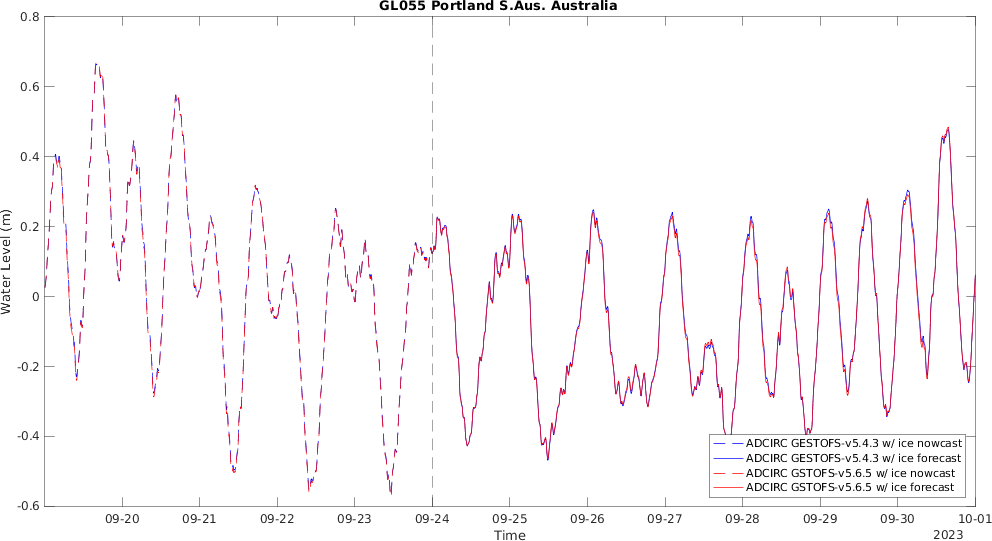 GL055 Portland S.Aus. Australia
0.8
0.6
0.4
0.2
0
-0.2
-0.4
-0.6
Water Level (m)
ADCIRC GESTOFS-v5.4.3 w/ ice nowcast
ADCIRC GESTOFS-v5.4.3 w/ ice forecast
ADCIRC GSTOFS-v5.6.5 w/ ice nowcast
ADCIRC GSTOFS-v5.6.5 w/ ice forecast
09-20 09-21 09-22 09-23 09-24 09-25 09-26 09-27 09-28 09-29 09-30 10-01
Time
2023